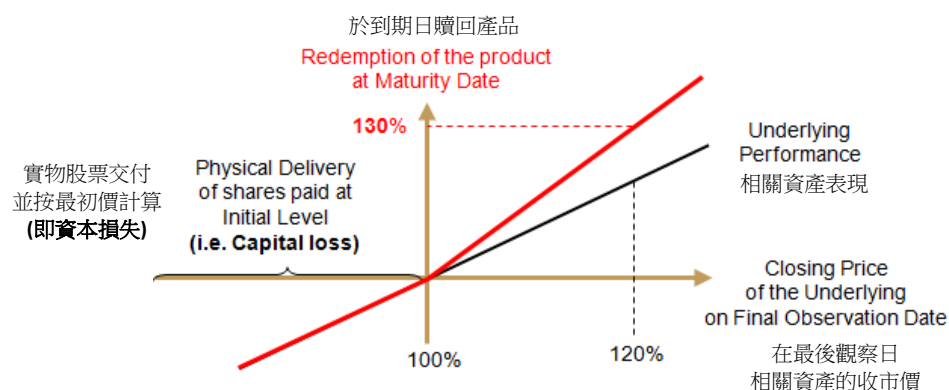 於到期日贖回產品
Redemption of the product
at Maturity Date
130%
Underlying
Performance
相關資產表現
實物股票交付
並按最初價計算
(即資本損失)
Physical Delivery
of shares paid at
Initial Level
(i.e. Capital loss)
Closing Price
of the Underlying
on Final Observation Date
在最後觀察日
相關資產的收市價
100%
120%